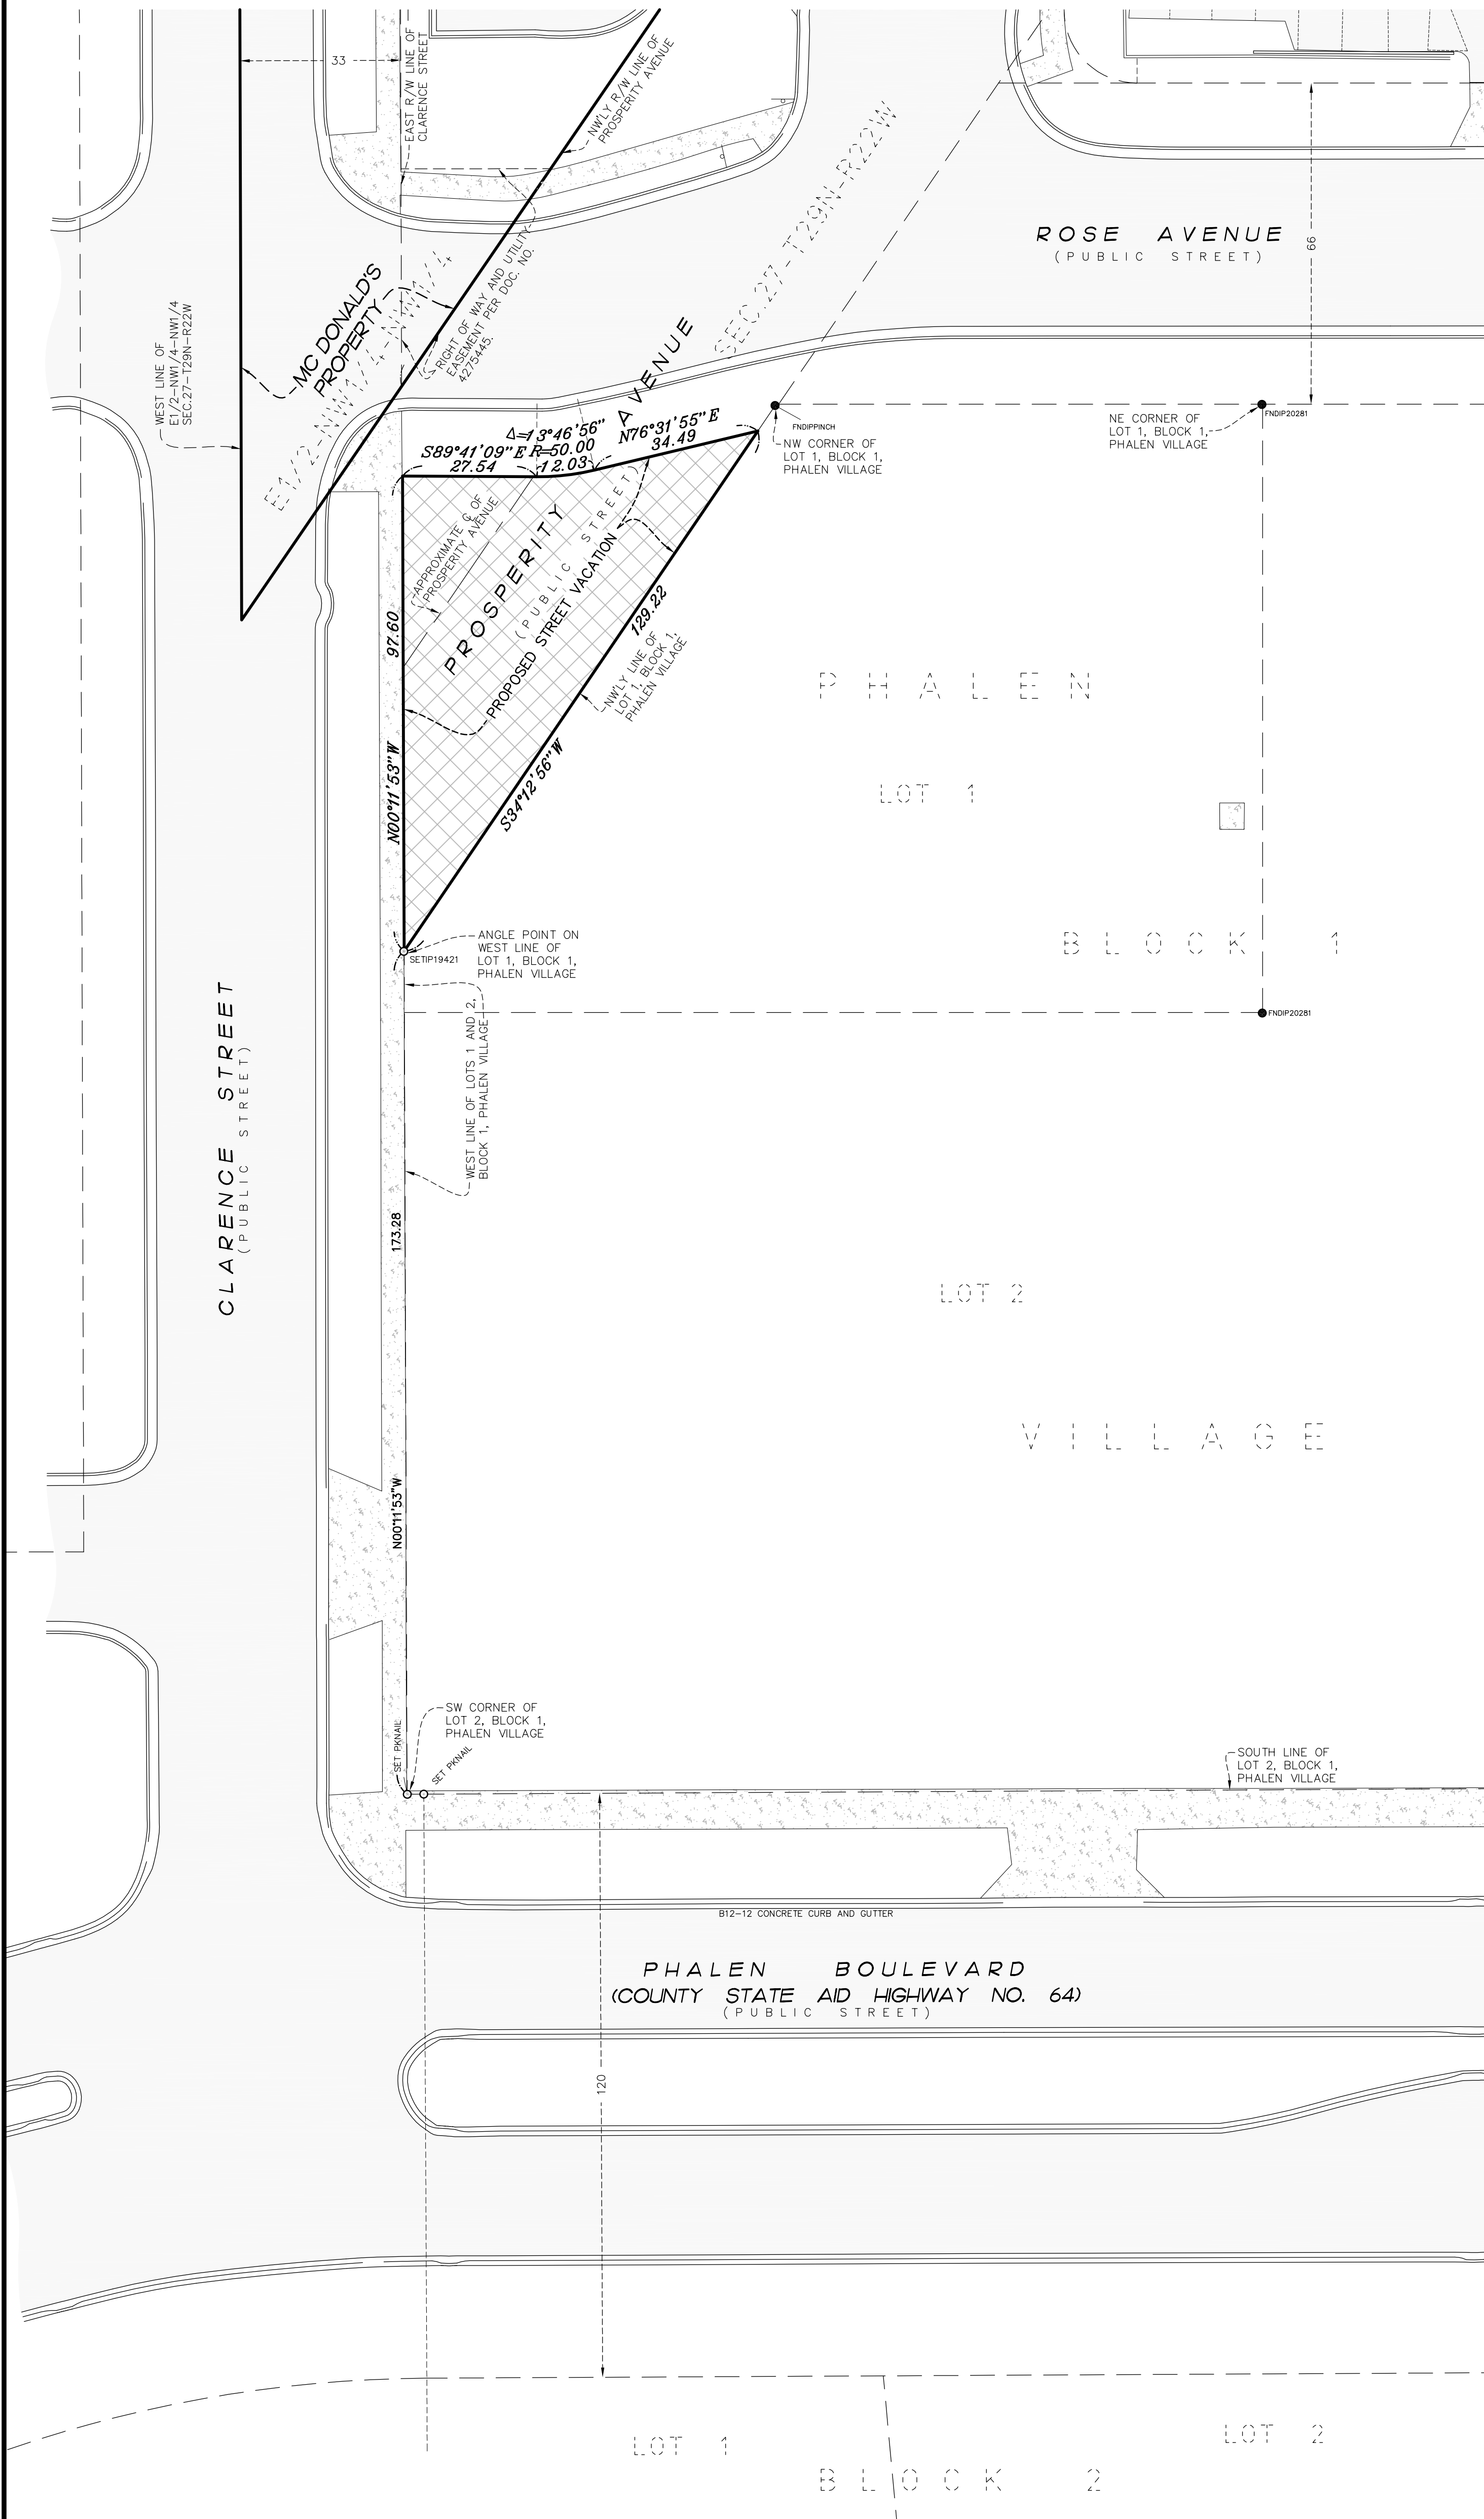 33
EAST R/W LINE OF
CLARENCE STREET
NW'LY R/W LINE OF
PROSPERITY AVENUE
SEC.27-T29N-R22W
ROSE AVENUE
(PUBLIC STREET)
66
WEST LINE OF
E1/2-NW1/4-NW1/4
SEC.27-T29N-R22W
MC DONALD'S
PROPERTY
E1/2-NW1/4-NW1/4
RIGHT OF WAY AND UTILITY
EASEMENT PER DOC. NO.
4275445.
AVENUE
Δ=13°46'56"
S89°41'09"E R=50.00
27.54
12.03
N76°31'55"E
34.49
FNDIPPINCH
NW CORNER OF
LOT 1, BLOCK 1,
PHALEN VILLAGE
NE CORNER OF
LOT 1, BLOCK 1,
PHALEN VILLAGE
FNDIP20281
APPROXIMATE ℄ OF
PROSPERITY AVENUE
PROSPERITY
(PUBLIC STREET)
PROPOSED STREET VACATION
97.60
N00°11'53"W
129.22
S34°12'56"W
NW'LY LINE OF
LOT 1, BLOCK 1,
PHALEN VILLAGE
PHALEN
LOT 1
BLOCK 1
SETIP19421
ANGLE POINT ON
WEST LINE OF
LOT 1, BLOCK 1,
PHALEN VILLAGE
FNDIP20281
WEST LINE OF LOTS 1 AND 2,
BLOCK 1, PHALEN VILLAGE
CLARENCE STREET
(PUBLIC STREET)
173.28
N00°11'53"W
LOT 2
VILLAGE
SW CORNER OF
LOT 2, BLOCK 1,
PHALEN VILLAGE
SET PKNAIL
SET PKNAIL
SOUTH LINE OF
LOT 2, BLOCK 1,
PHALEN VILLAGE
B12-12 CONCRETE CURB AND GUTTER
PHALEN BOULEVARD
(COUNTY STATE AID HIGHWAY NO. 64)
(PUBLIC STREET)
120
LOT 1
LOT 2
BLOCK 2